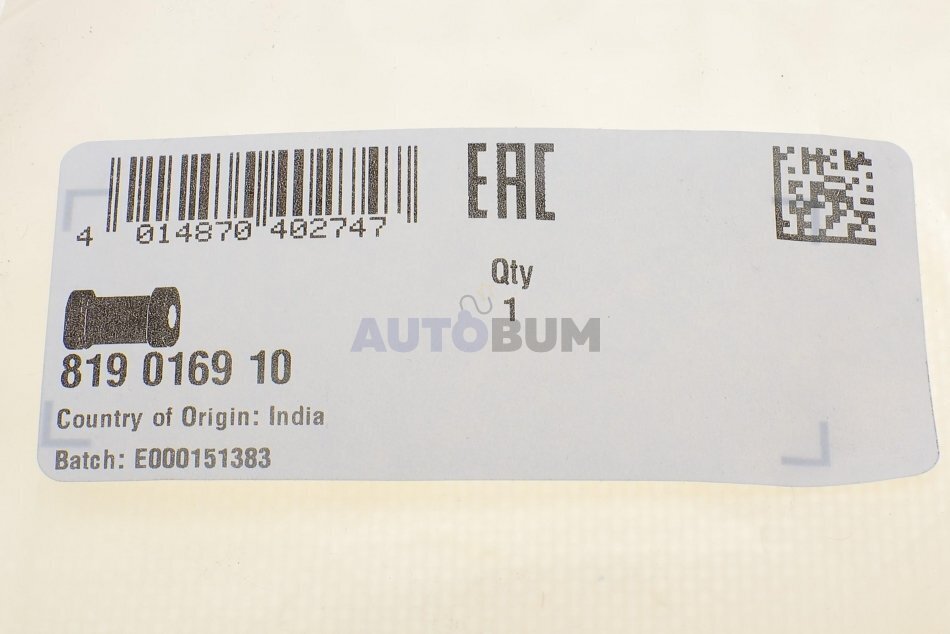 EAC
4 014870 402747
Qty
1
AUTOBUM
819 0169 10
Country of Origin: India
Batch: E000151383